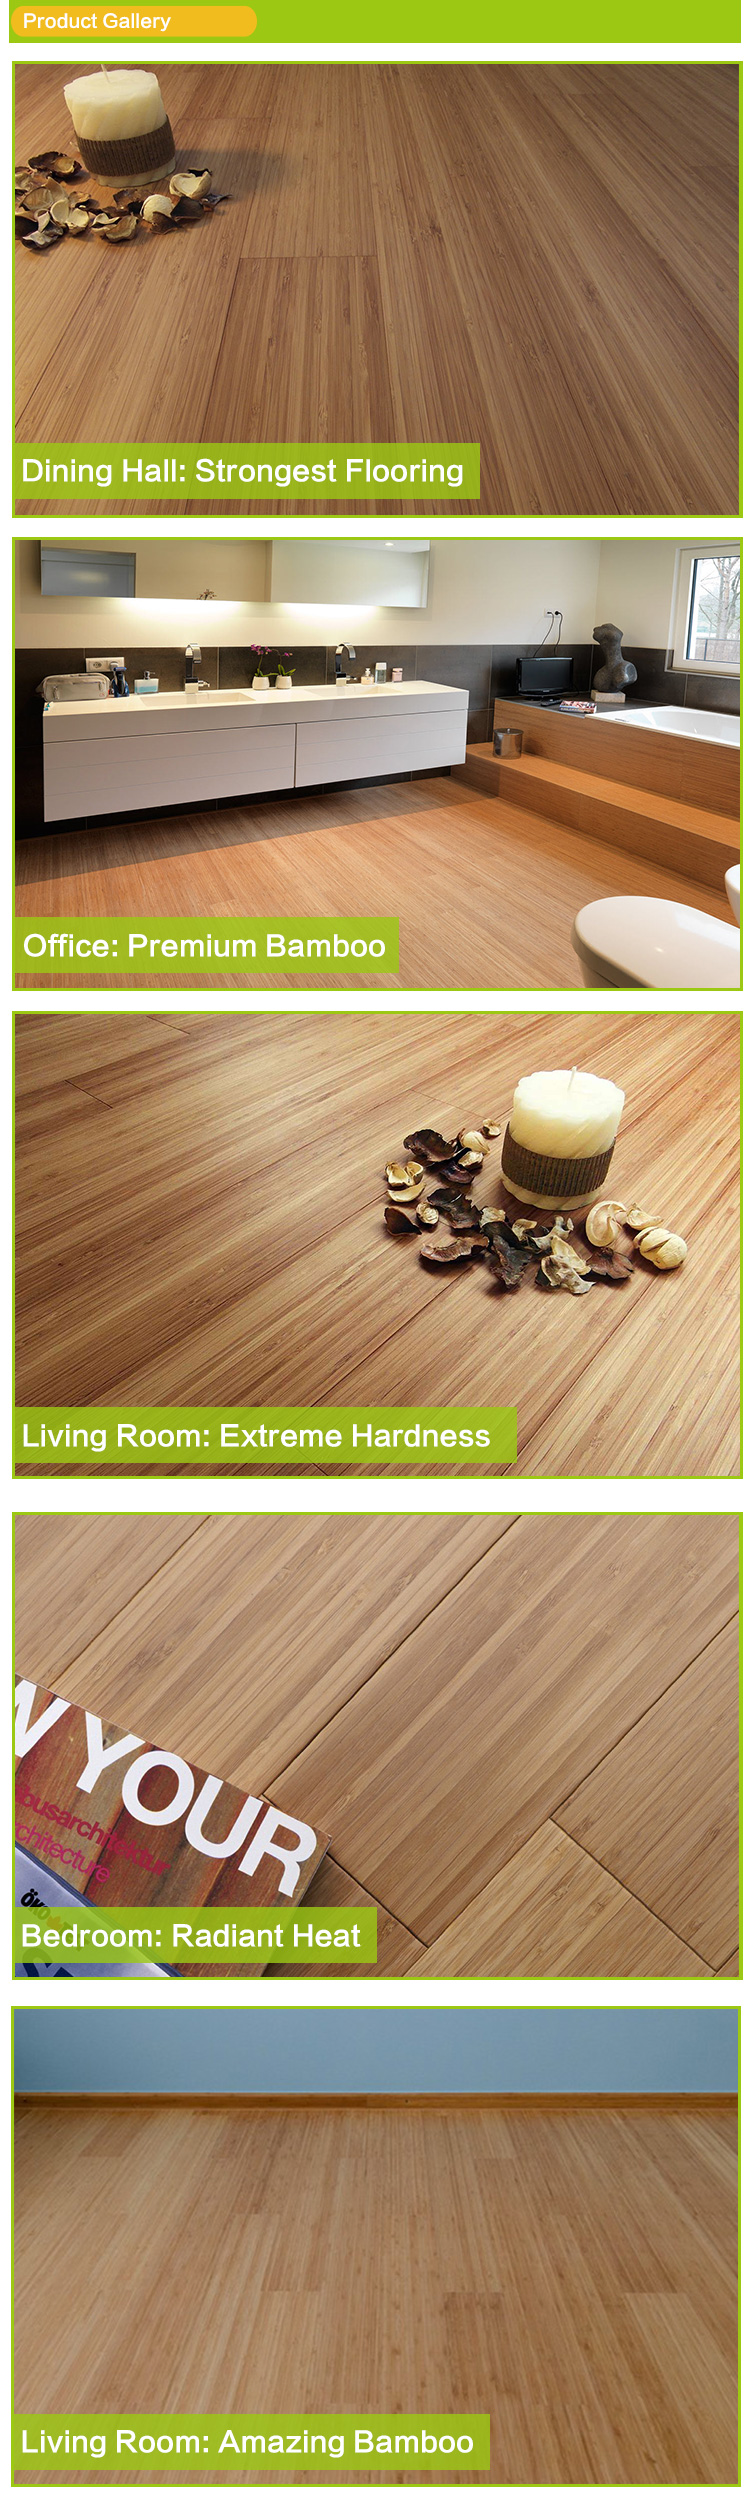 Product Gallery
Dining Hall: Strongest Flooring
Office: Premium Bamboo
Living Room: Extreme Hardness
W YOUR
chitecture
Bedroom: Radiant Heat
Living Room: Amazing Bamboo